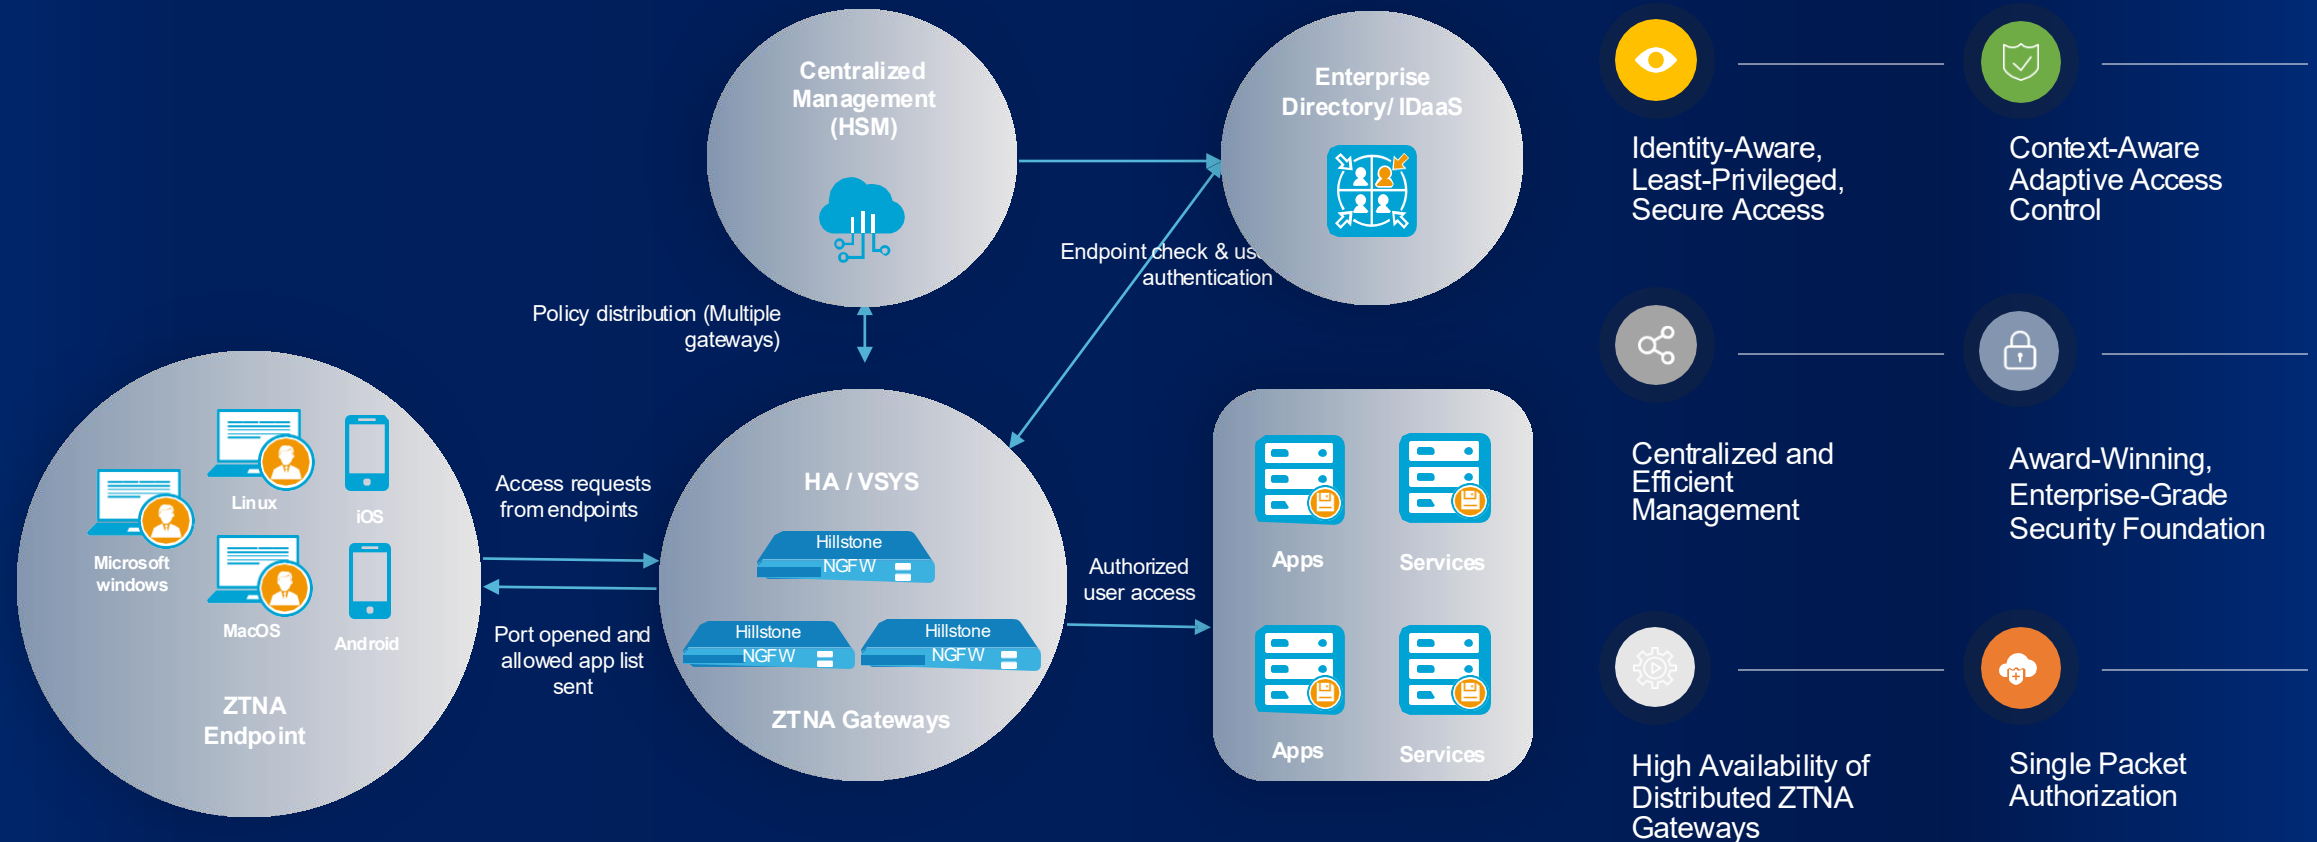 Centralized
Management
(HSM)
Enterprise
Directory/ IDaaS
Endpoint check &
authentication
Policy distribution (Multiple
gateways)
Linux
iOS
Microsoft
windows
MacOS
Android
ZTNA
Endpoint
Access requests
from endpoints
Port opened and
allowed app list
sent
HA / VSYS
Hillstone
NGFW
Hillstone
NGFW
Hillstone
NGFW
ZTNA Gateways
Authorized
user access
Apps
Services
Apps
Services
Identity-Aware,
Least-Privileged,
Secure Access
Context-Aware
Adaptive Access
Control
Centralized and
Efficient
Management
Award-Winning,
Enterprise-Grade
Security Foundation
High Availability of
Distributed ZTNA
Gateways
Single Packet
Authorization